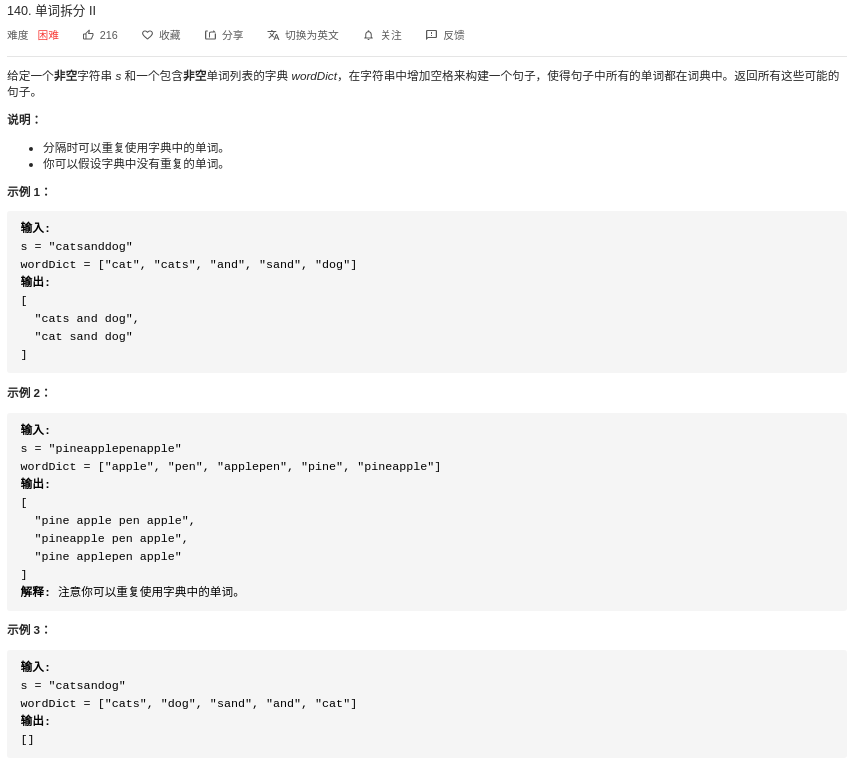 140. 单词拆分 II
难度 困难 216 收藏 分享 切换为英文 关注 反馈
给定一个非空字符串 s 和一个包含非空单词列表的字典 wordDict，在字符串中增加空格来构建一个句子，使得句子中所有的单词都在词典中。返回所有这些可能的
句子。
说明：
分隔时可以重复使用字典中的单词。
你可以假设字典中没有重复的单词。
示例 1：
输入:
s = "catsanddog"
wordDict = ["cat", "cats", "and", "sand", "dog"]
输出:
[
"cats and dog",
"cat sand dog"
]
示例 2：
输入:
s = "pineapplepenapple"
wordDict = ["apple", "pen", "applepen", "pine", "pineapple"]
输出:
[
"pine apple pen apple",
"pineapple pen apple",
"pine applepen apple"
]
解释: 注意你可以重复使用字典中的单词。
示例 3：
输入:
s = "catsandog"
wordDict = ["cats", "dog", "sand", "and", "cat"]
输出:
[]